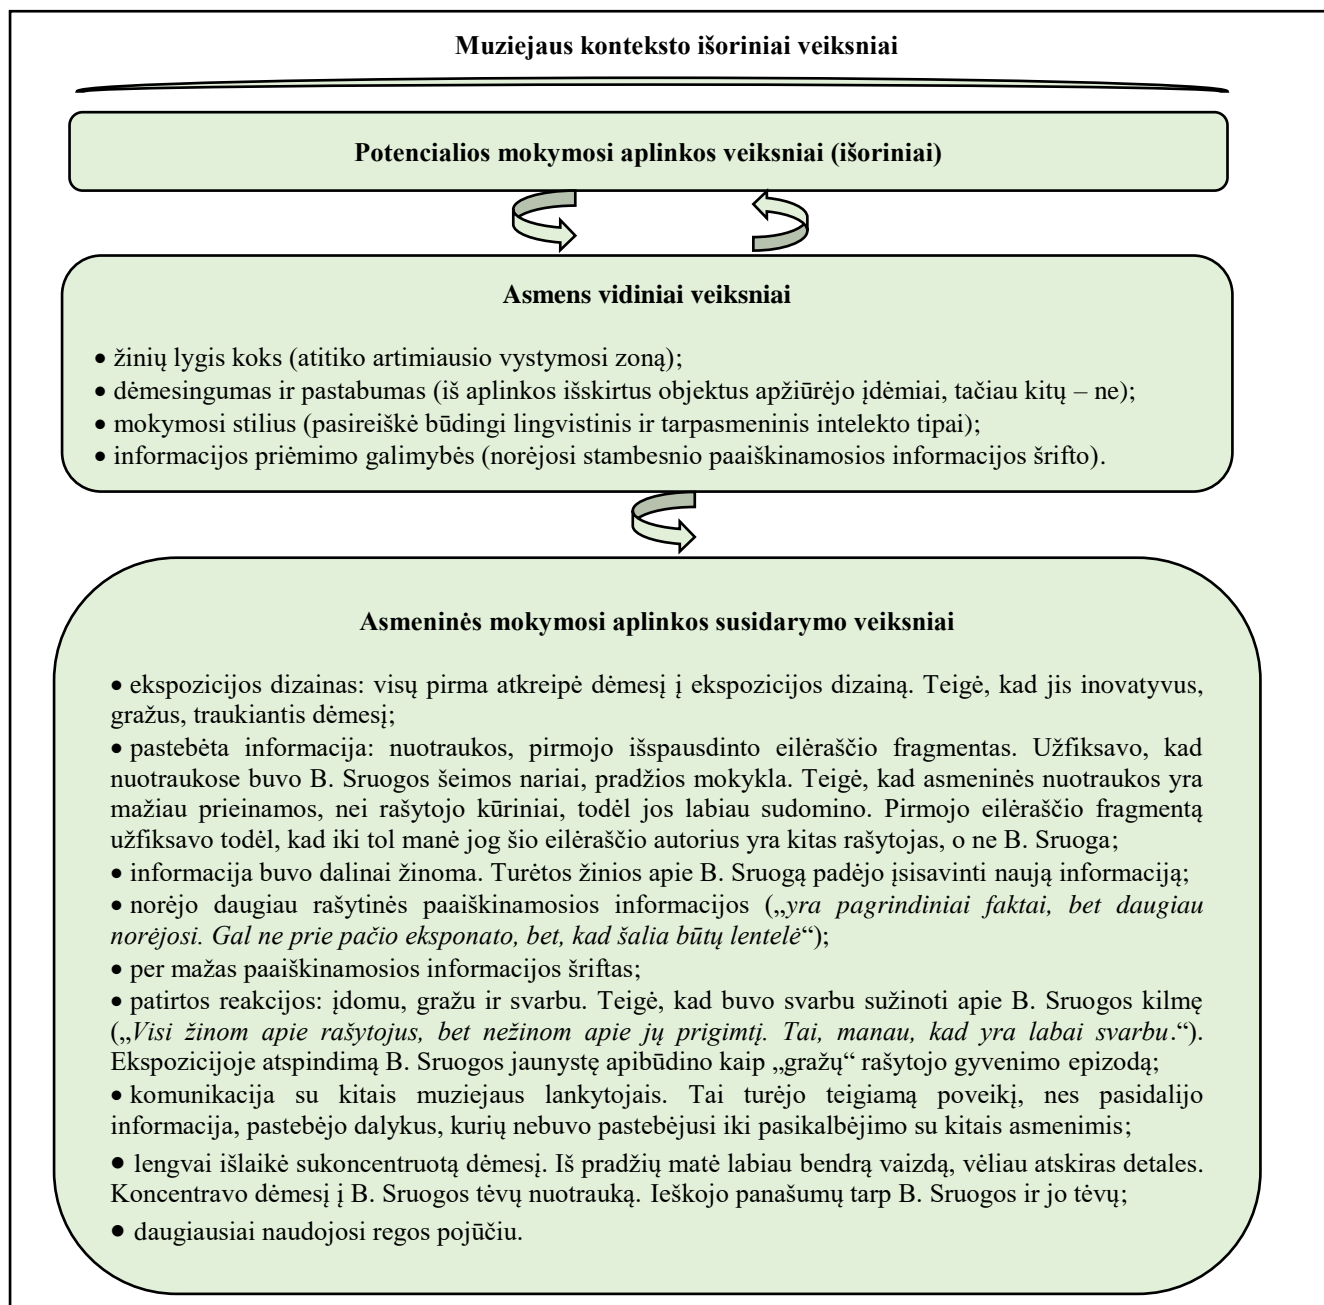 Muziejaus konteksto išoriniai veiksniai
Potencialios mokymosi aplinkos veiksniai (išoriniai)
Asmens vidiniai veiksniai
• žinių lygis koks (atitiko artimiausio vystymosi zoną);
• dėmesingumas ir pastabumas (iš aplinkos išskirtus objektus apžiūrėjo įdėmiai, tačiau kitų – ne);
• mokymosi stilius (pasireiškė būdingi lingvistinis ir tarpasmeninis intelekto tipai);
• informacijos priėmimo galimybės (norėjosi stambesnio paaiškinamosios informacijos šrifto).
Asmeninės mokymosi aplinkos susidarymo veiksniai
• ekspozicijos dizainas: visų pirma atkreipė dėmesį į ekspozicijos dizainą. Teigė, kad jis inovatyvus,
gražus, traukiantis dėmesį;
• pastebėta informacija: nuotraukos, pirmojo išspausdinto eilėraščio fragmentas. Užfiksavo, kad
nuotraukose buvo B. Sruogos šeimos nariai, pradžios mokykla. Teigė, kad asmeninės nuotraukos yra
mažiau prieinamos, nei rašytojo kūriniai, todėl jos labiau sudomino. Pirmojo eilėraščio fragmentą
užfiksavo todėl, kad iki tol manė jog šio eilėraščio autorius yra kitas rašytojas, o ne B. Sruoga;
• informacija buvo dalinai žinoma. Turėtos žinios apie B. Sruogą padėjo įsisavinti naują informaciją;
• norėjo daugiau rašytinės paaiškinamosios informacijos („yra pagrindiniai faktai, bet daugiau
norėjosi. Gal ne prie pačio eksponato, bet, kad šalia būtų lentelė“);
• per mažas paaiškinamosios informacijos šriftas;
• patirtos reakcijos: įdomu, gražu ir svarbu. Teigė, kad buvo svarbu sužinoti apie B. Sruogos kilmę
(„Visi žinom apie rašytojus, bet nežinom apie jų prigimtį. Tai, manau, kad yra labai svarbu.“).
Ekspozicijoje atspindimą B. Sruogos jaunystę apibūdino kaip „gražų“ rašytojo gyvenimo epizodą;
• komunikacija su kitais muziejaus lankytojais. Tai turėjo teigiamą poveikį, nes pasidalijo
informacija, pastebėjo dalykus, kurių nebuvo pastebėjusi iki pasikalbėjimo su kitais asmenimis;
• lengvai išlaikė sukoncentruotą dėmesį. Iš pradžių matė labiau bendrą vaizdą, vėliau atskiras detales.
Koncentravo dėmesį į B. Sruogos tėvų nuotrauką. Ieškojo panašumų tarp B. Sruogos ir jo tėvų;
• daugiausiai naudojosi regos pojūčiu.